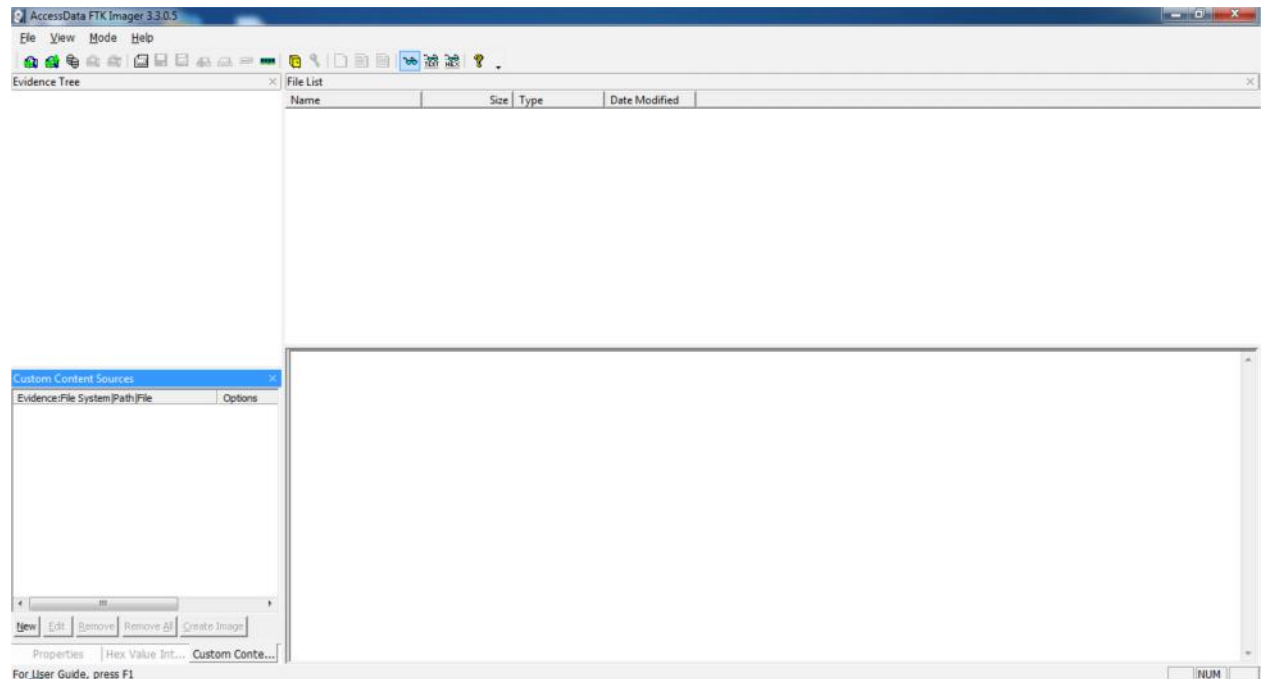 AccessData FTK Imager 3.3.0.5
File View Mode Help
Evidence Tree
File List
Name Size Type Date Modified
Custom Content Sources
Evidence:File System|Path|File Options
New Edit Remove Remove All Create Image
Properties Hex Value Int... Custom Conte...
For User Guide, press F1 NUM